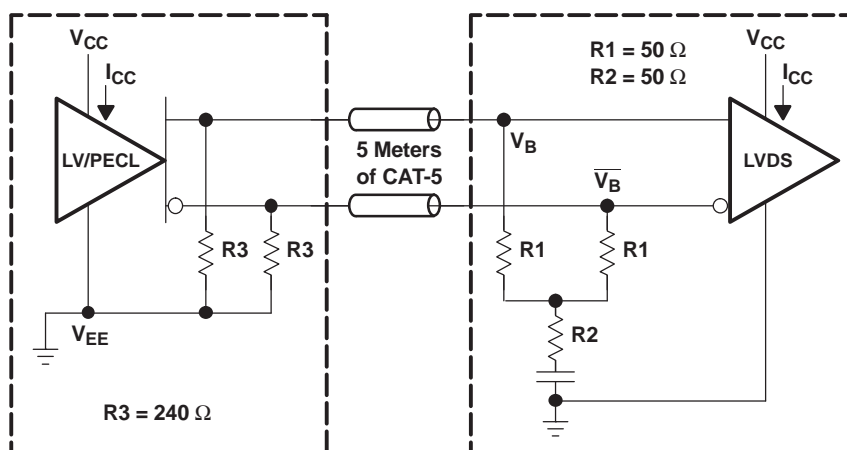 VCC
ICC
LV/PECL
R3
R3
VEE
R3 = 240 Ω
5 Meters
of CAT-5
R1 = 50 Ω
R2 = 50 Ω
VCC
ICC
VB
V̅B̅
LVDS
R1
R1
R2